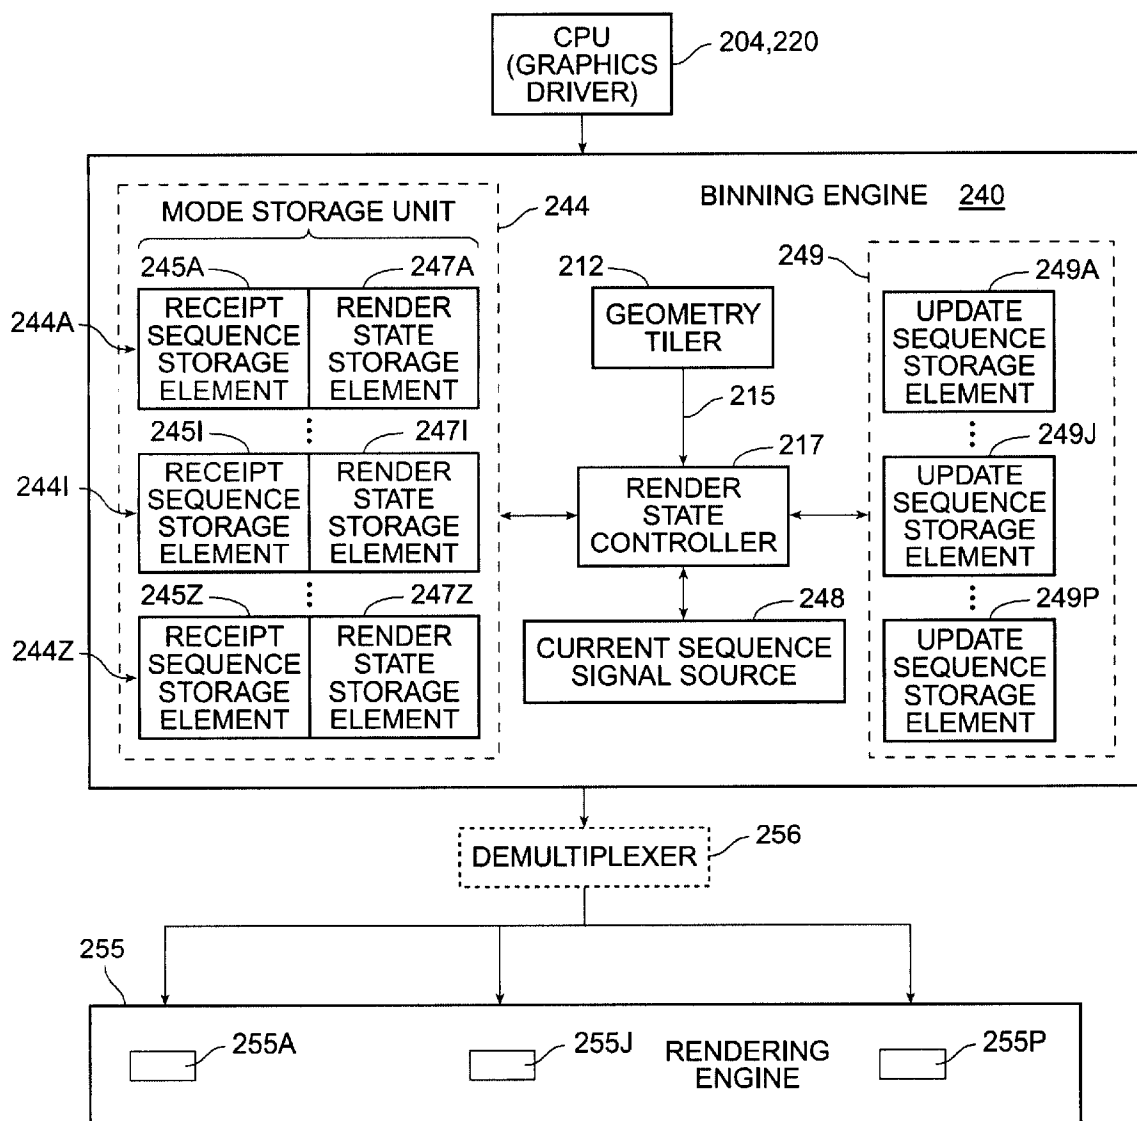 CPU
(GRAPHICS
DRIVER)
204,220
BINNING ENGINE 240
MODE STORAGE UNIT
244
245A
247A
244A
RECEIPT
SEQUENCE
STORAGE
ELEMENT
RENDER
STATE
STORAGE
ELEMENT
245I
247I
244I
RECEIPT
SEQUENCE
STORAGE
ELEMENT
RENDER
STATE
STORAGE
ELEMENT
245Z
247Z
244Z
RECEIPT
SEQUENCE
STORAGE
ELEMENT
RENDER
STATE
STORAGE
ELEMENT
212
GEOMETRY
TILER
215
217
RENDER
STATE
CONTROLLER
248
CURRENT SEQUENCE
SIGNAL SOURCE
249
249A
UPDATE
SEQUENCE
STORAGE
ELEMENT
249J
UPDATE
SEQUENCE
STORAGE
ELEMENT
249P
UPDATE
SEQUENCE
STORAGE
ELEMENT
DEMULTIPLEXER
256
255
255A
255J
RENDERING
ENGINE
255P